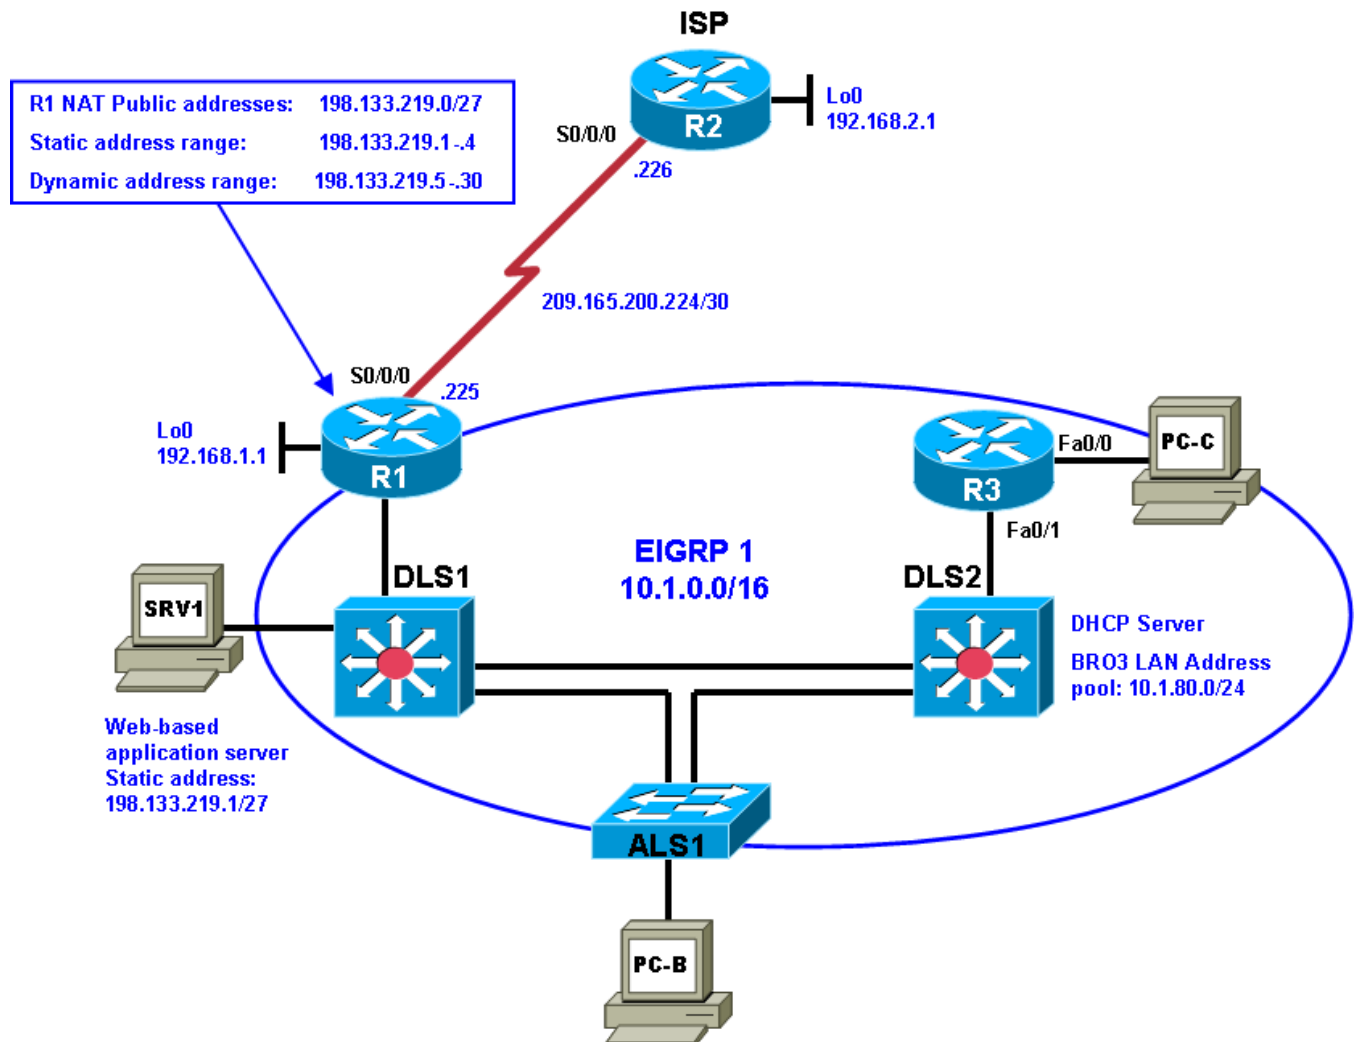 ISP
R1 NAT Public addresses: 198.133.219.0/27
Static address range: 198.133.219.1-.4
Dynamic address range: 198.133.219.5-.30
R2
Lo0
192.168.2.1
S0/0/0
.226
209.165.200.224/30
S0/0/0
.225
Lo0
192.168.1.1
R1
R3
Fa0/0
PC-C
Fa0/1
EIGRP 1
10.1.0.0/16
DLS1
DLS2
SRV1
DHCP Server
BRO3 LAN Address
pool: 10.1.80.0/24
Web-based
application server
Static address:
198.133.219.1/27
ALS1
PC-B